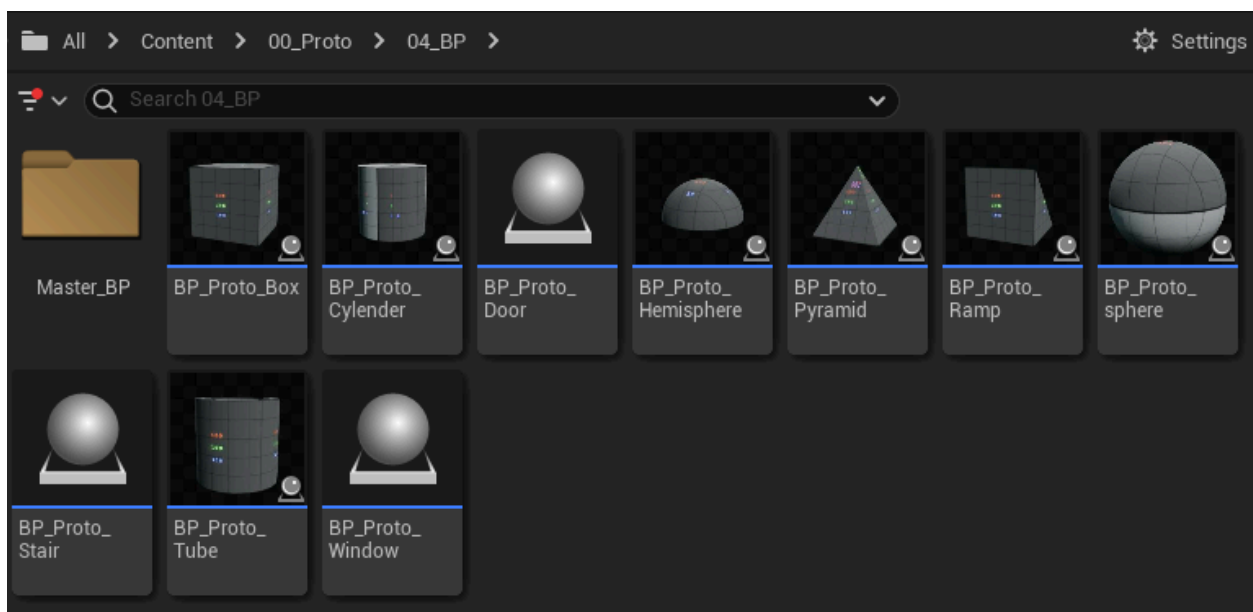 All > Content > 00_Proto > 04_BP >
Settings
Search 04_BP
Master_BP
BP_Proto_Box
BP_Proto_
Cylender
BP_Proto_
Door
BP_Proto_
Hemisphere
BP_Proto_
Pyramid
BP_Proto_
Ramp
BP_Proto_
sphere
BP_Proto_
Stair
BP_Proto_
Tube
BP_Proto_
Window